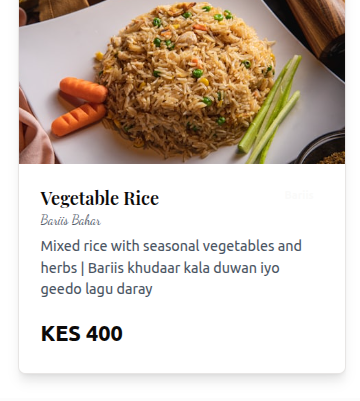 Vegetable Rice
Bariis Bahar
Mixed rice with seasonal vegetables and
herbs | Bariis khudaar kala duwan iyo
geedo lagu daray
KES 400